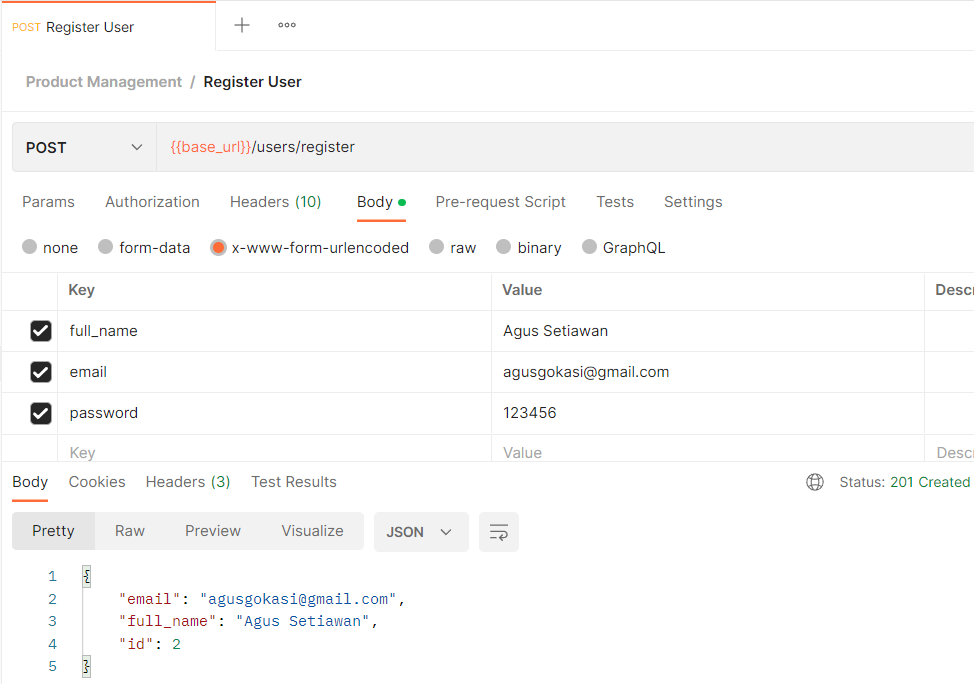 POST Register User
Product Management / Register User
POST {{base_url}}/users/register
Params Authorization Headers (10) Body Pre-request Script Tests Settings
none form-data x-www-form-urlencoded raw binary GraphQL
Key Value Descr
full_name Agus Setiawan
email agusgokasi@gmail.com
password 123456
Key Value Descr
Body Cookies Headers (3) Test Results Status: 201 Created
Pretty Raw Preview Visualize JSON
1 {
2 "email": "agusgokasi@gmail.com",
3 "full_name": "Agus Setiawan",
4 "id": 2
5 }